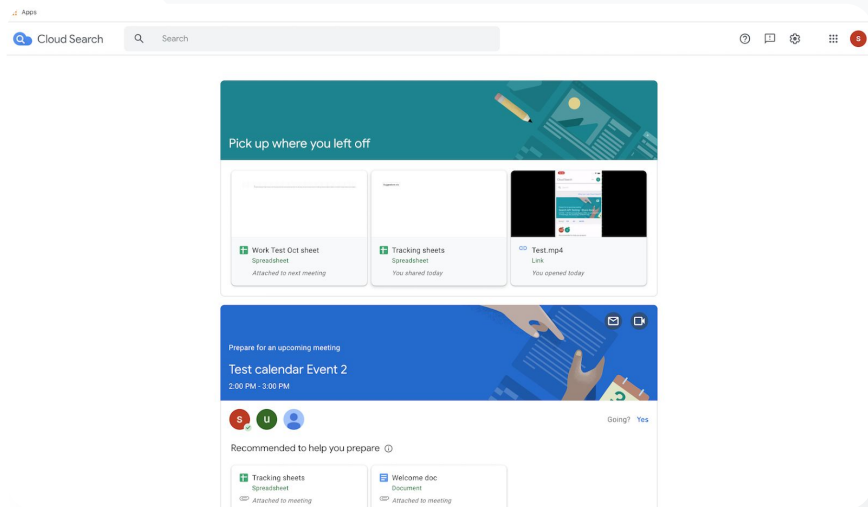 Apps
Cloud Search
Search
S
Pick up where you left off
Work Test Oct sheet
Spreadsheet
Attached to next meeting
Tracking sheets
Spreadsheet
You shared today
Test.mp4
Link
You opened today
Prepare for an upcoming meeting
Test calendar Event 2
2:00 PM - 3:00 PM
S
U
Going? Yes
Recommended to help you prepare
Tracking sheets
Spreadsheet
Attached to meeting
Welcome doc
Document
Attached to meeting